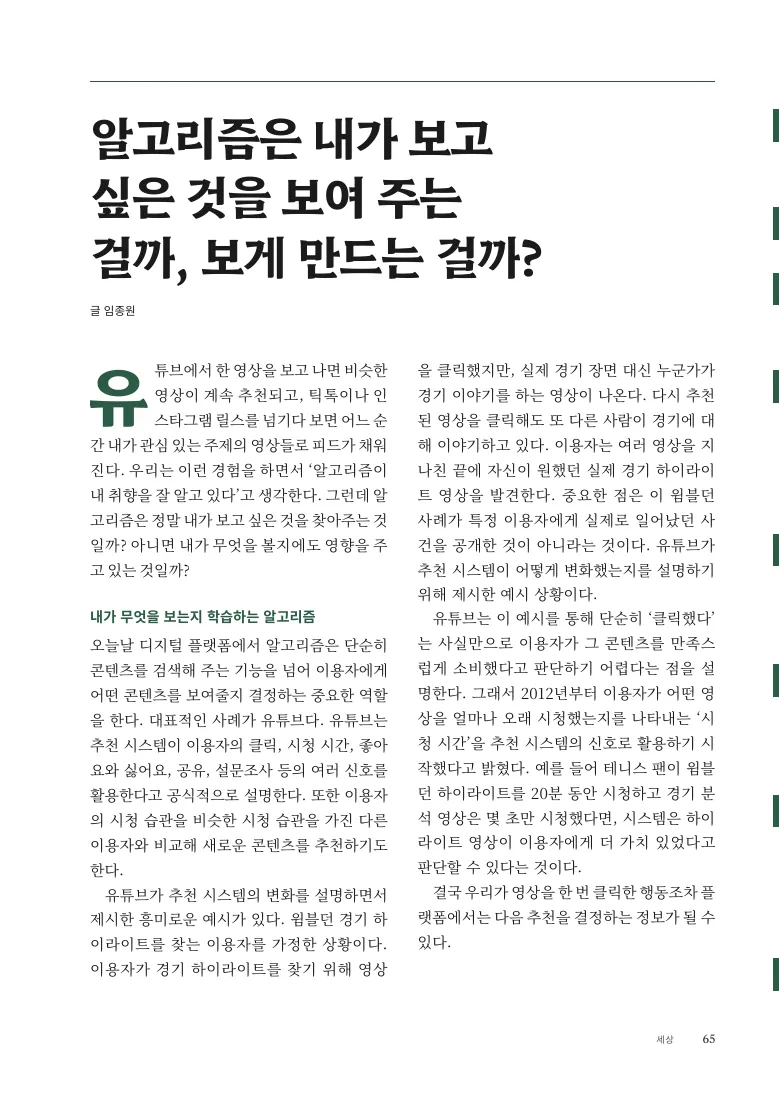 알고리즘은 내가 보고
싶은 것을 보여 주는
걸까, 보게 만드는 걸까?
글 임종원
유튜브에서 한 영상을 보고 나면 비슷한
영상이 계속 추천되고, 틱톡이나 인
스타그램 릴스를 넘기다 보면 어느 순
간 내가 관심 있는 주제의 영상들로 피드가 채워
진다. 우리는 이런 경험을 하면서 ‘알고리즘이
내 취향을 잘 알고 있다’고 생각한다. 그런데 알
고리즘은 정말 내가 보고 싶은 것을 찾아주는 것
일까? 아니면 내가 무엇을 볼지에도 영향을 주
고 있는 것일까?
내가 무엇을 보는지 학습하는 알고리즘
오늘날 디지털 플랫폼에서 알고리즘은 단순히
콘텐츠를 검색해 주는 기능을 넘어 이용자에게
어떤 콘텐츠를 보여줄지 결정하는 중요한 역할
을 한다. 대표적인 사례가 유튜브다. 유튜브는
추천 시스템이 이용자의 클릭, 시청 시간, 좋아
요와 싫어요, 공유, 설문조사 등의 여러 신호를
활용한다고 공식적으로 설명한다. 또한 이용자
의 시청 습관을 비슷한 시청 습관을 가진 다른
이용자와 비교해 새로운 콘텐츠를 추천하기도
한다.
유튜브가 추천 시스템의 변화를 설명하면서
제시한 흥미로운 예시가 있다. 윔블던 경기 하
이라이트를 찾는 이용자를 가정한 상황이다.
이용자가 경기 하이라이트를 찾기 위해 영상
을 클릭했지만, 실제 경기 장면 대신 누군가가
경기 이야기를 하는 영상이 나온다. 다시 추천
된 영상을 클릭해도 또 다른 사람이 경기에 대
해 이야기하고 있다. 이용자는 여러 영상을 지
나친 끝에 자신이 원했던 실제 경기 하이라이
트 영상을 발견한다. 중요한 점은 이 윔블던
사례가 특정 이용자에게 실제로 일어났던 사
건을 공개한 것이 아니라는 것이다. 유튜브가
추천 시스템이 어떻게 변화했는지를 설명하기
위해 제시한 예시 상황이다.
유튜브는 이 예시를 통해 단순히 ‘클릭했다’
는 사실만으로 이용자가 그 콘텐츠를 만족스
럽게 소비했다고 판단하기 어렵다는 점을 설
명한다. 그래서 2012년부터 이용자가 어떤 영
상을 얼마나 오래 시청했는지를 나타내는 ‘시
청 시간’을 추천 시스템의 신호로 활용하기 시
작했다고 밝혔다. 예를 들어 테니스 팬이 윔블
던 하이라이트를 20분 동안 시청하고 경기 분
석 영상은 몇 초만 시청했다면, 시스템은 하이
라이트 영상이 이용자에게 더 가치 있었다고
판단할 수 있다는 것이다.
결국 우리가 영상을 한 번 클릭한 행동조차 플
랫폼에서는 다음 추천을 결정하는 정보가 될 수
있다.
세상 65